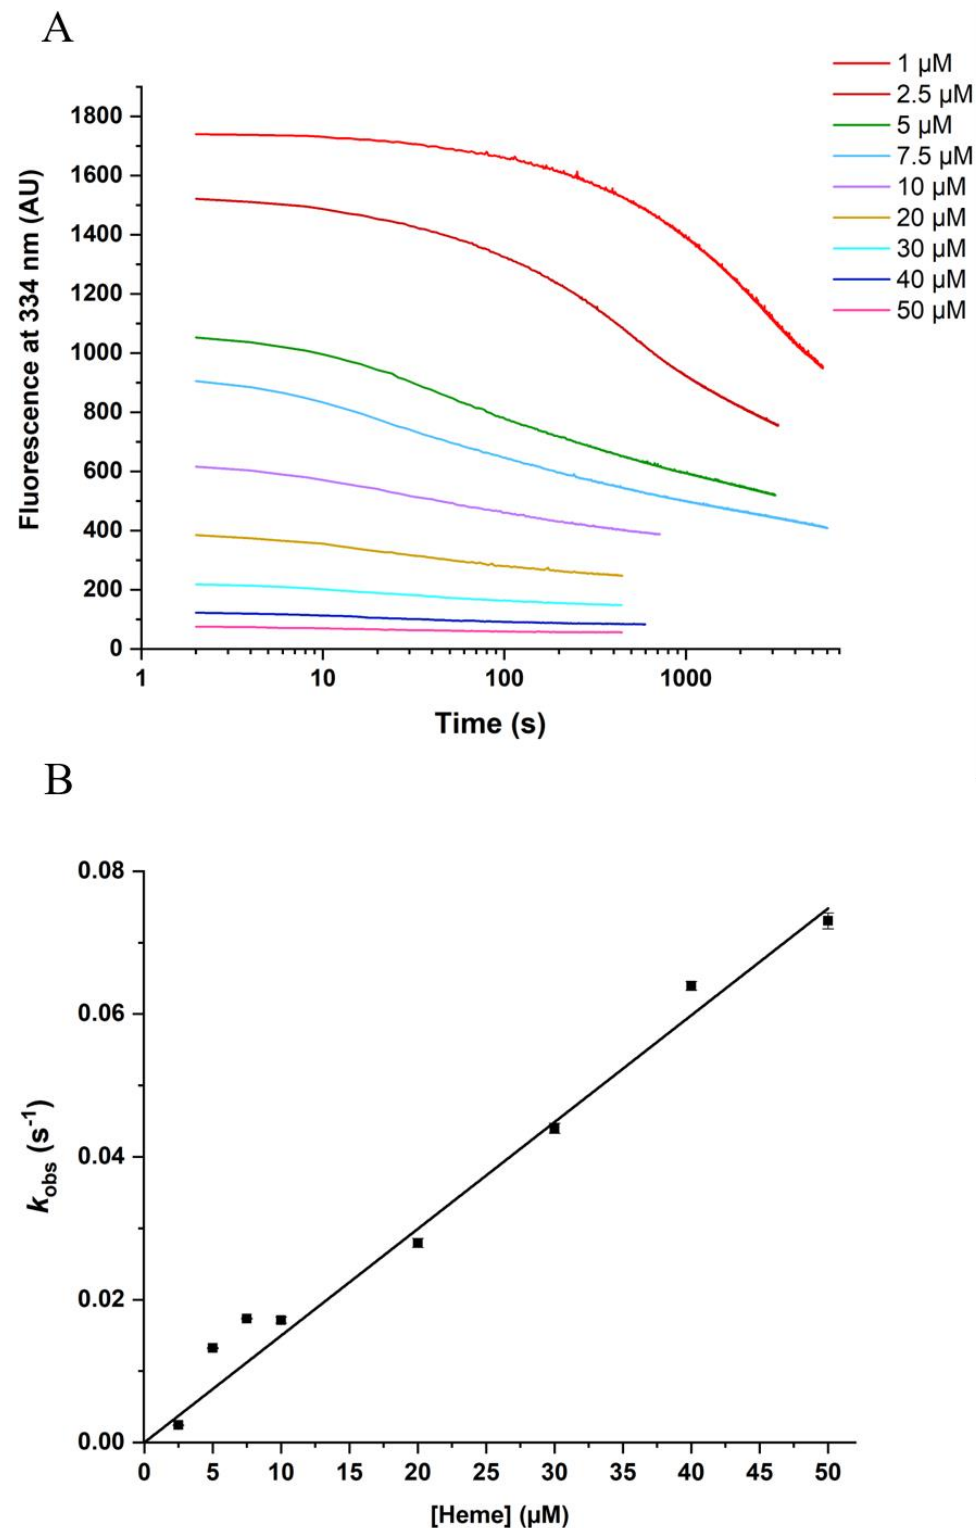 A
1 µM
2.5 µM
5 µM
7.5 µM
10 µM
20 µM
30 µM
40 µM
50 µM
Fluorescence at 334 nm (AU)
1800
1600
1400
1200
1000
800
600
400
200
0
1 10 100 1000
Time (s)
B
kobs (s-1)
0.08
0.06
0.04
0.02
0.00
0 5 10 15 20 25 30 35 40 45 50
[Heme] (µM)